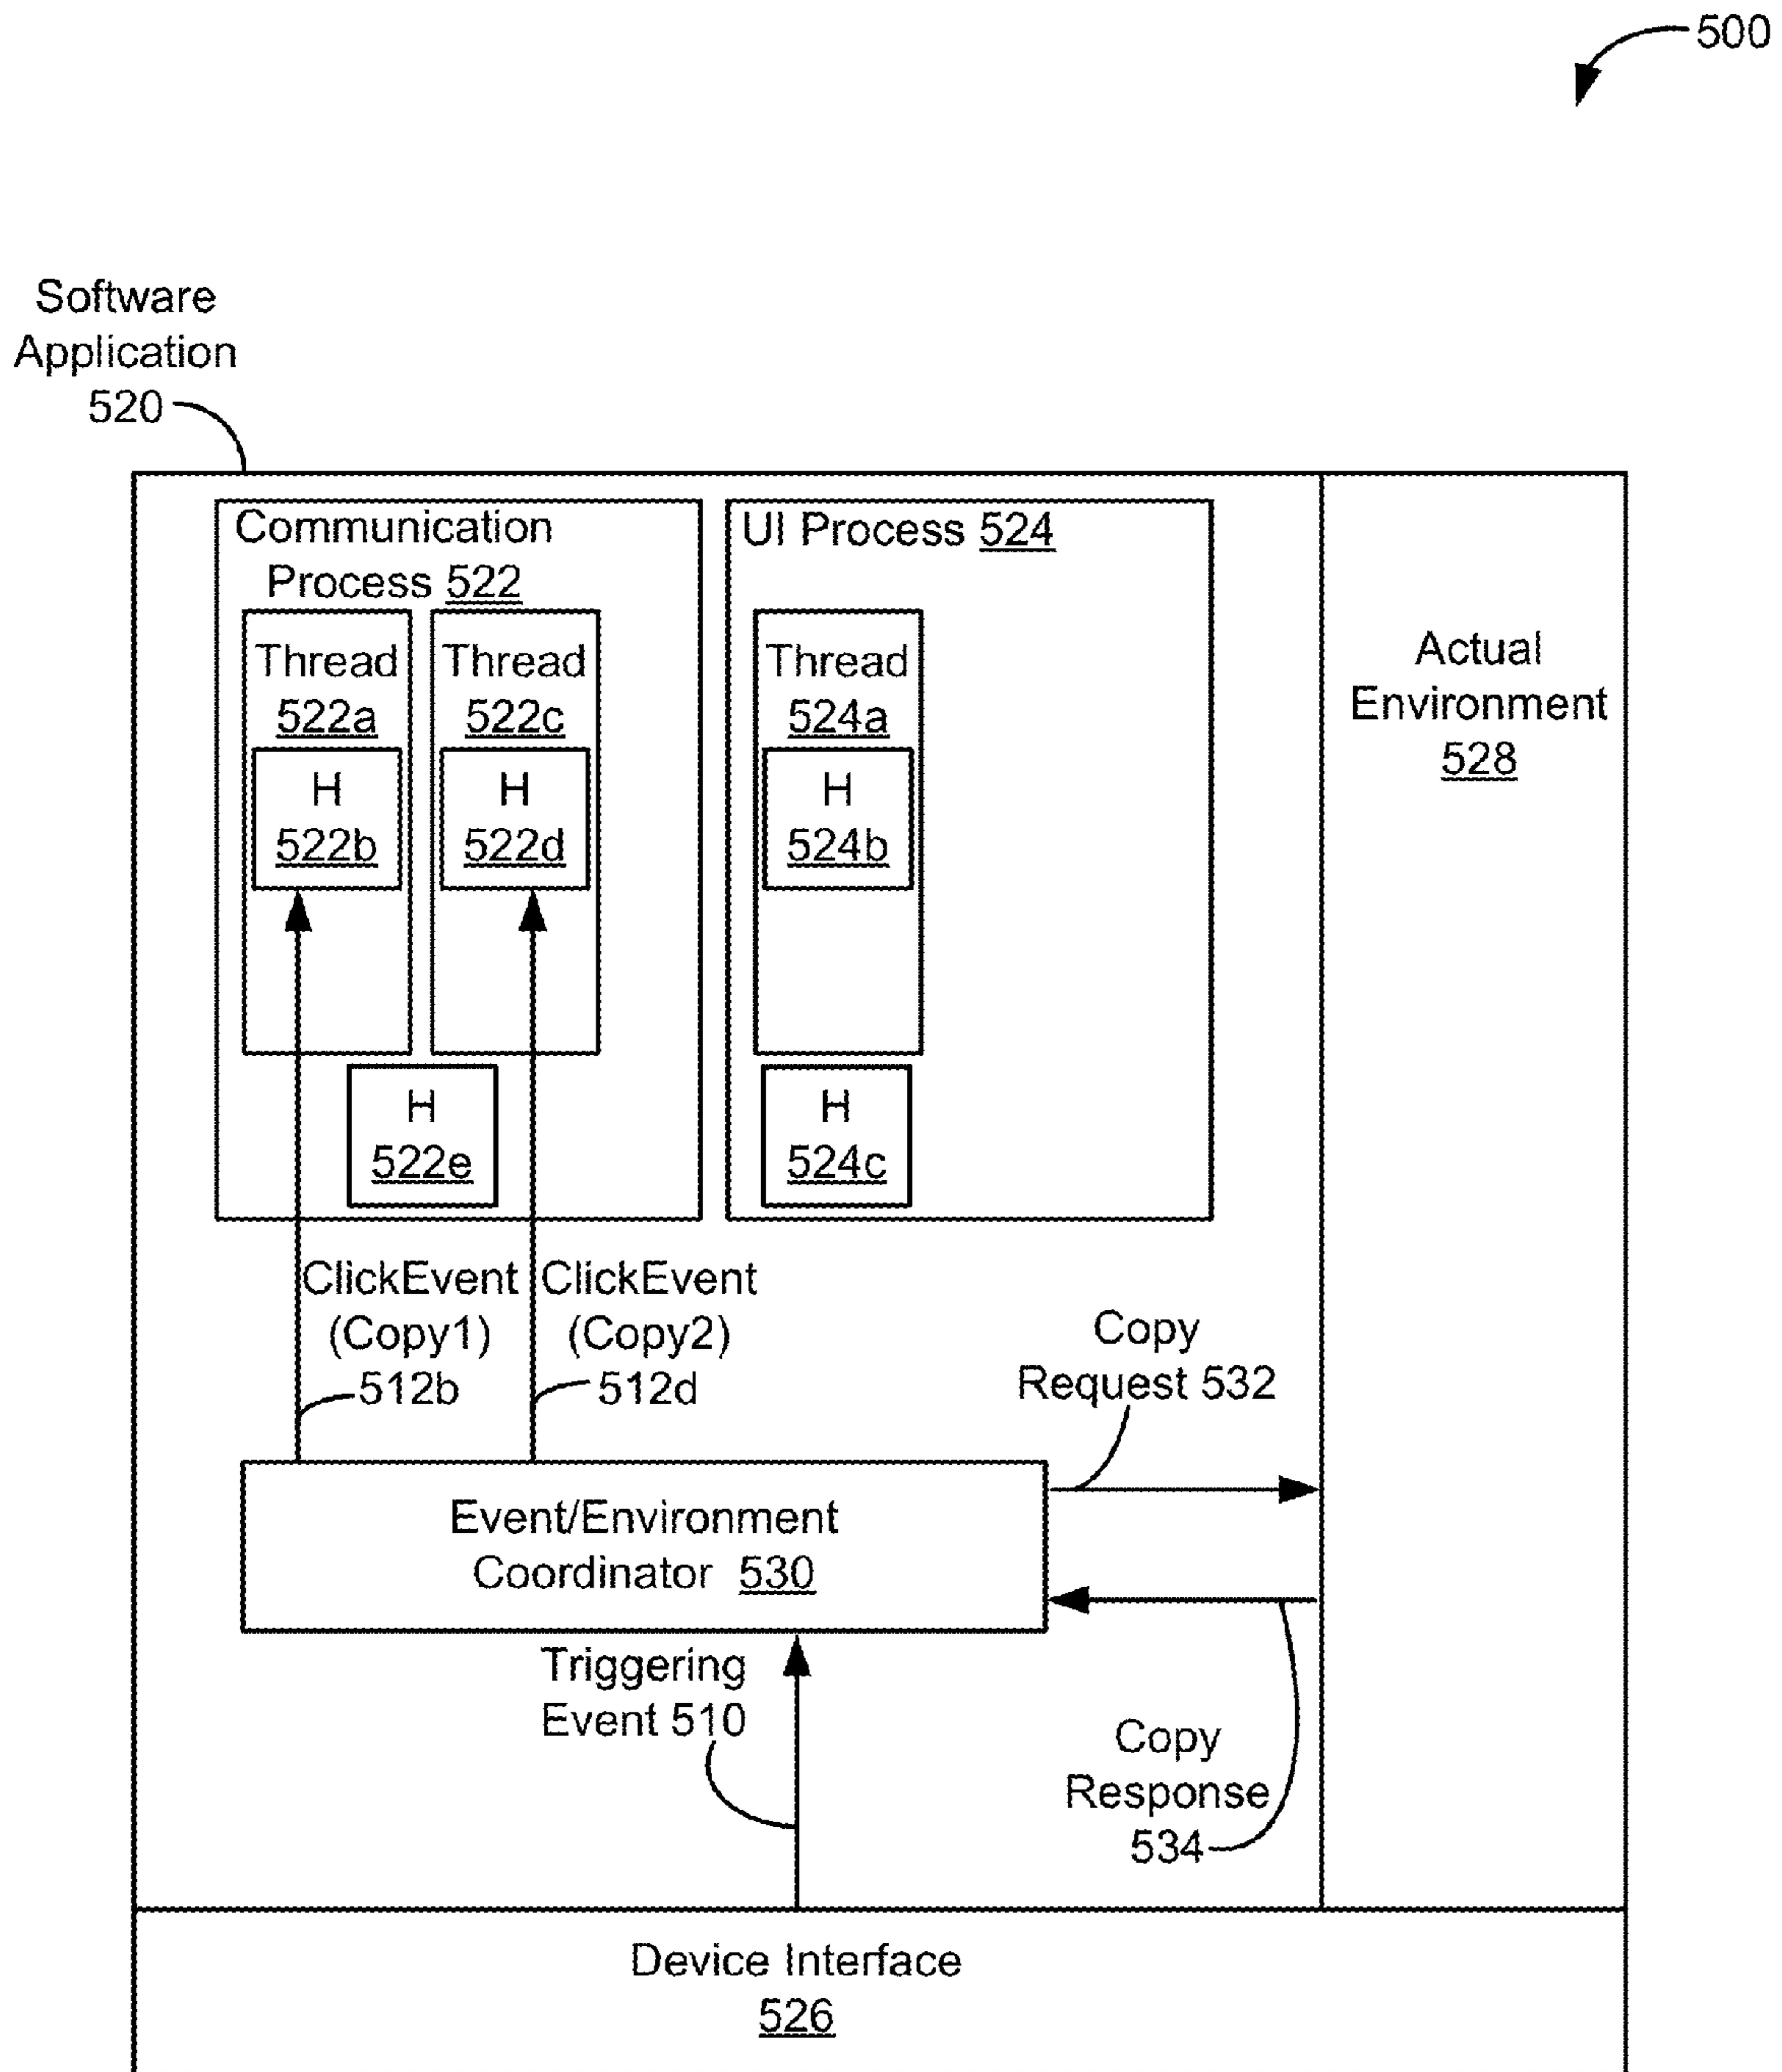 500
Software
Application
520
Communication
Process 522
Thread
522a
H
522b
Thread
522c
H
522d
H
522e
UI Process 524
Thread
524a
H
524b
H
524c
Actual
Environment
528
ClickEvent
(Copy1)
512b
ClickEvent
(Copy2)
512d
Copy
Request 532
Event/Environment
Coordinator 530
Triggering
Event 510
Copy
Response
534
Device Interface
526